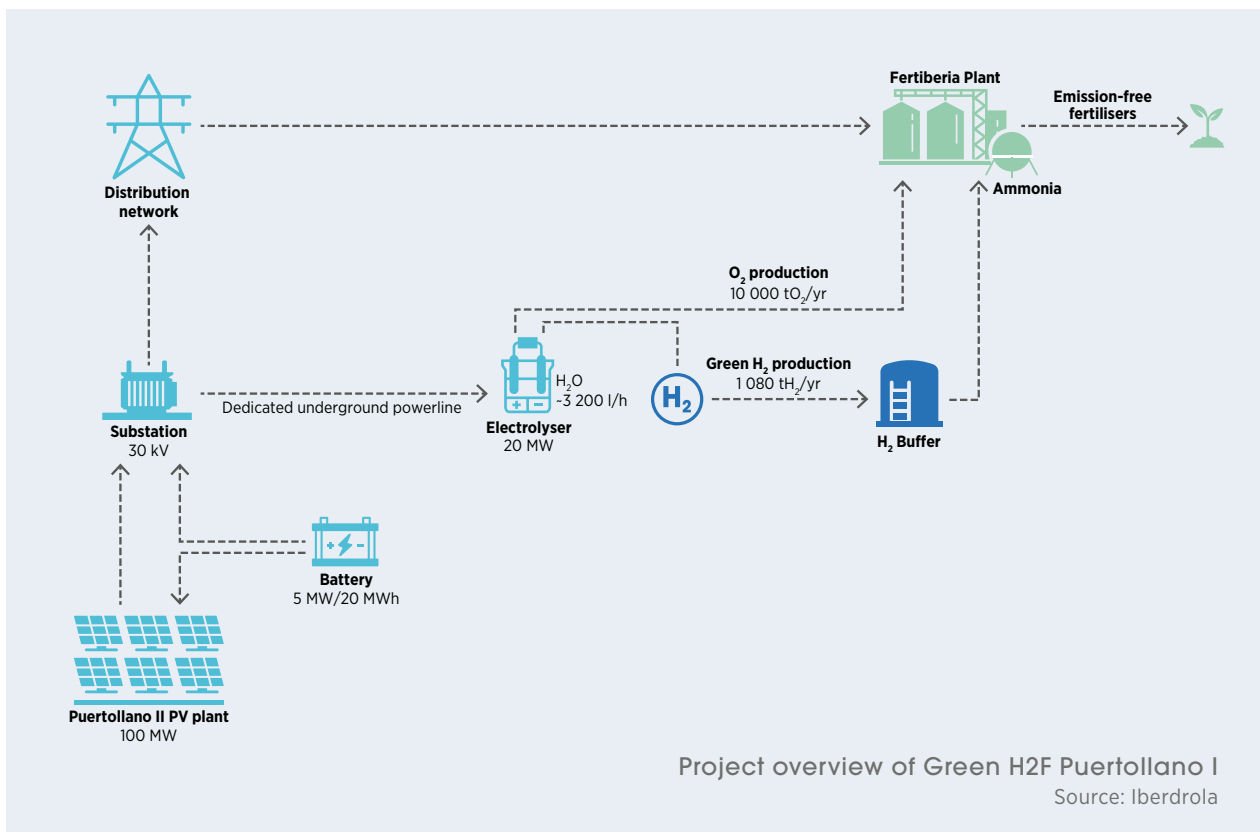 Fertiberia Plant
Emission-free
fertilisers
Ammonia
Distribution
network
O₂ production
10 000 tO₂/yr
Green H₂ production
1 080 tH₂/yr
H₂O
~3 200 l/h
H₂
Dedicated underground powerline
Substation
30 kV
Electrolyser
20 MW
H₂ Buffer
+ -
+ -
Battery
5 MW/20 MWh
Puertollano II PV plant
100 MW
Project overview of Green H2F Puertollano I
Source: Iberdrola